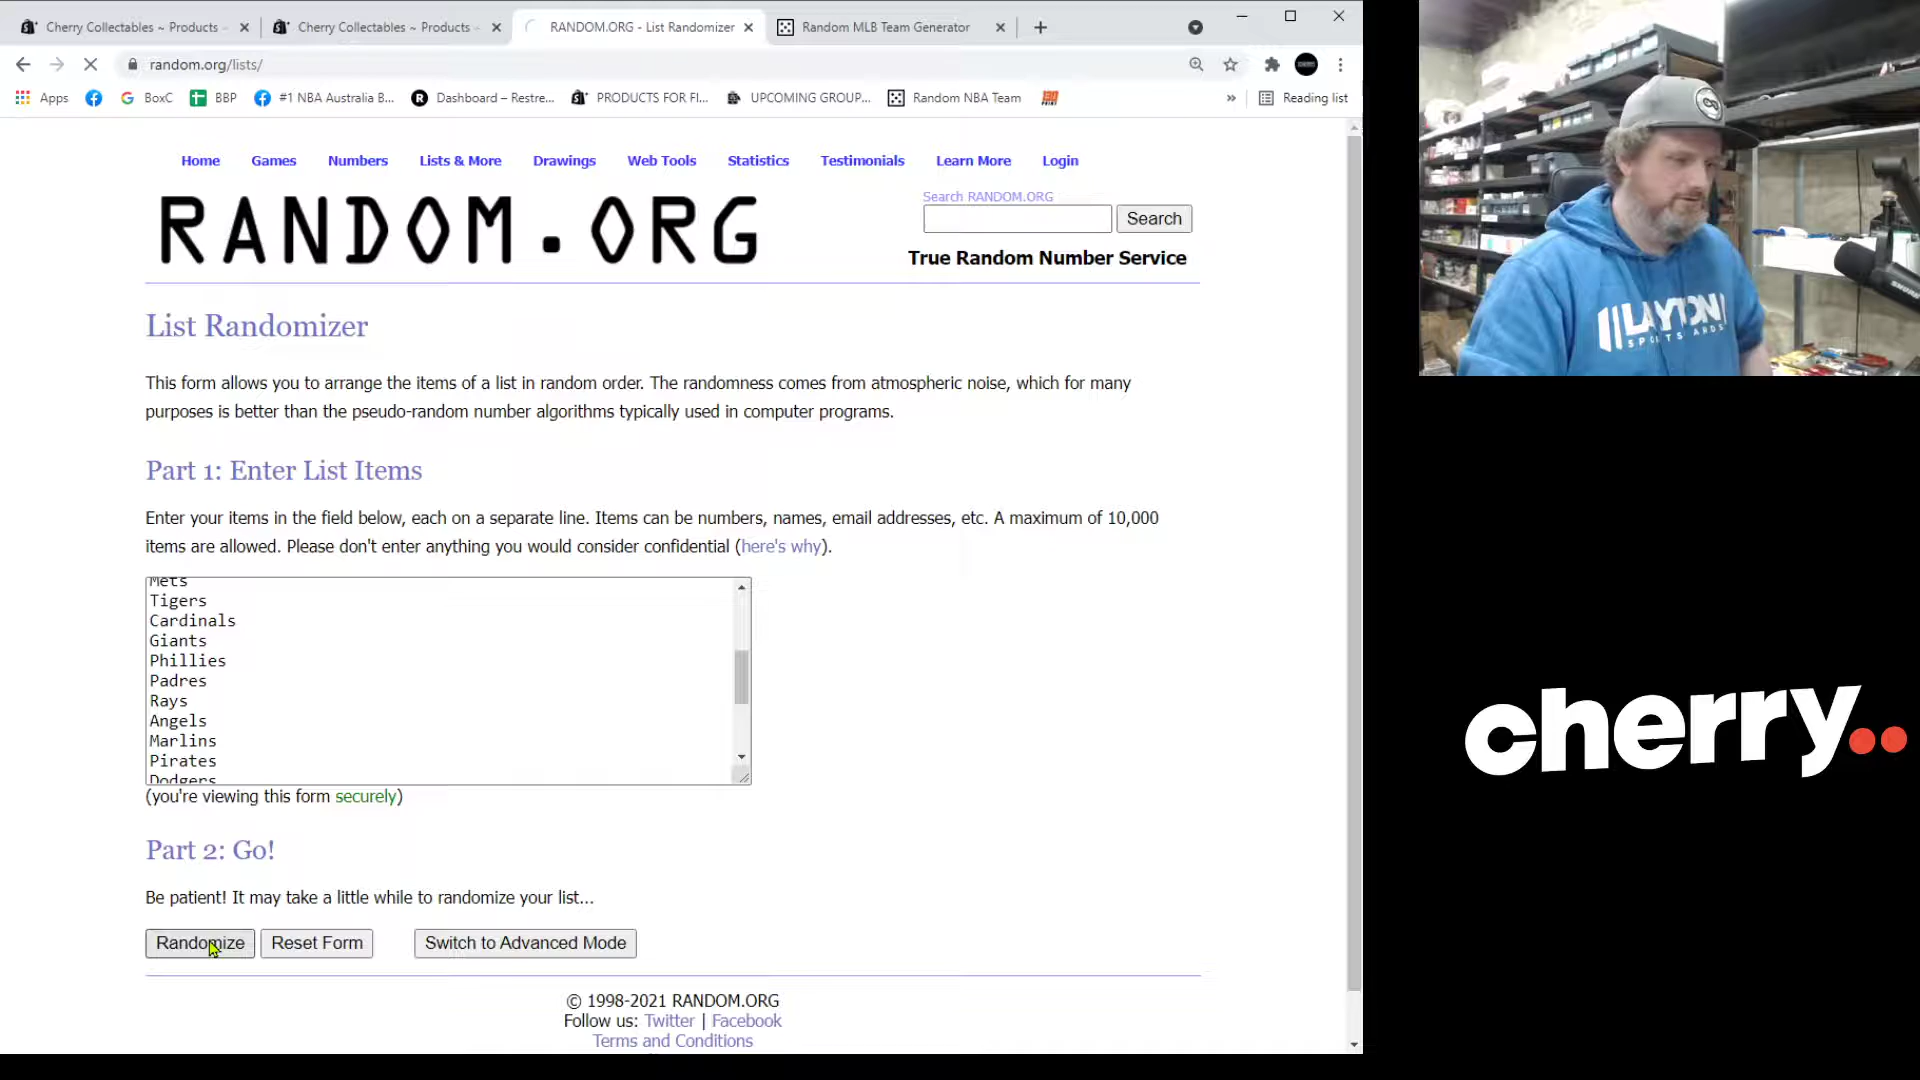 Cherry Collectables ~ Products -
Cherry Collectables ~ Products -
RANDOM.ORG - List Randomizer
Random MLB Team Generator
random.org/lists/
Apps
BoxC
BBP
#1 NBA Australia B...
Dashboard – Restre...
PRODUCTS FOR FI...
UPCOMING GROUP...
Random NBA Team
»
Reading list
Home
Games
Numbers
Lists & More
Drawings
Web Tools
Statistics
Testimonials
Learn More
Login
RANDOM.ORG
Search RANDOM.ORG
Search
True Random Number Service
List Randomizer
This form allows you to arrange the items of a list in random order. The randomness comes from atmospheric noise, which for many
purposes is better than the pseudo-random number algorithms typically used in computer programs.
Part 1: Enter List Items
Enter your items in the field below, each on a separate line. Items can be numbers, names, email addresses, etc. A maximum of 10,000
items are allowed. Please don't enter anything you would consider confidential (here's why).
Mets
Tigers
Cardinals
Giants
Phillies
Padres
Rays
Angels
Marlins
Pirates
Dodgers
(you're viewing this form securely)
Part 2: Go!
Be patient! It may take a little while to randomize your list...
Randomize
Reset Form
Switch to Advanced Mode
© 1998-2021 RANDOM.ORG
Follow us: Twitter | Facebook
Terms and Conditions
LAYTON
SPORTS CARDS
SHURE
cherry..